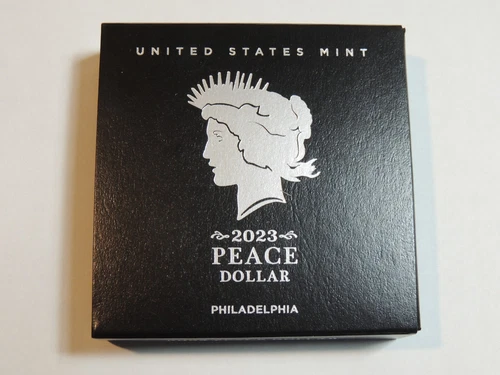 UNITED STATES MINT
2023
PEACE
DOLLAR
PHILADELPHIA